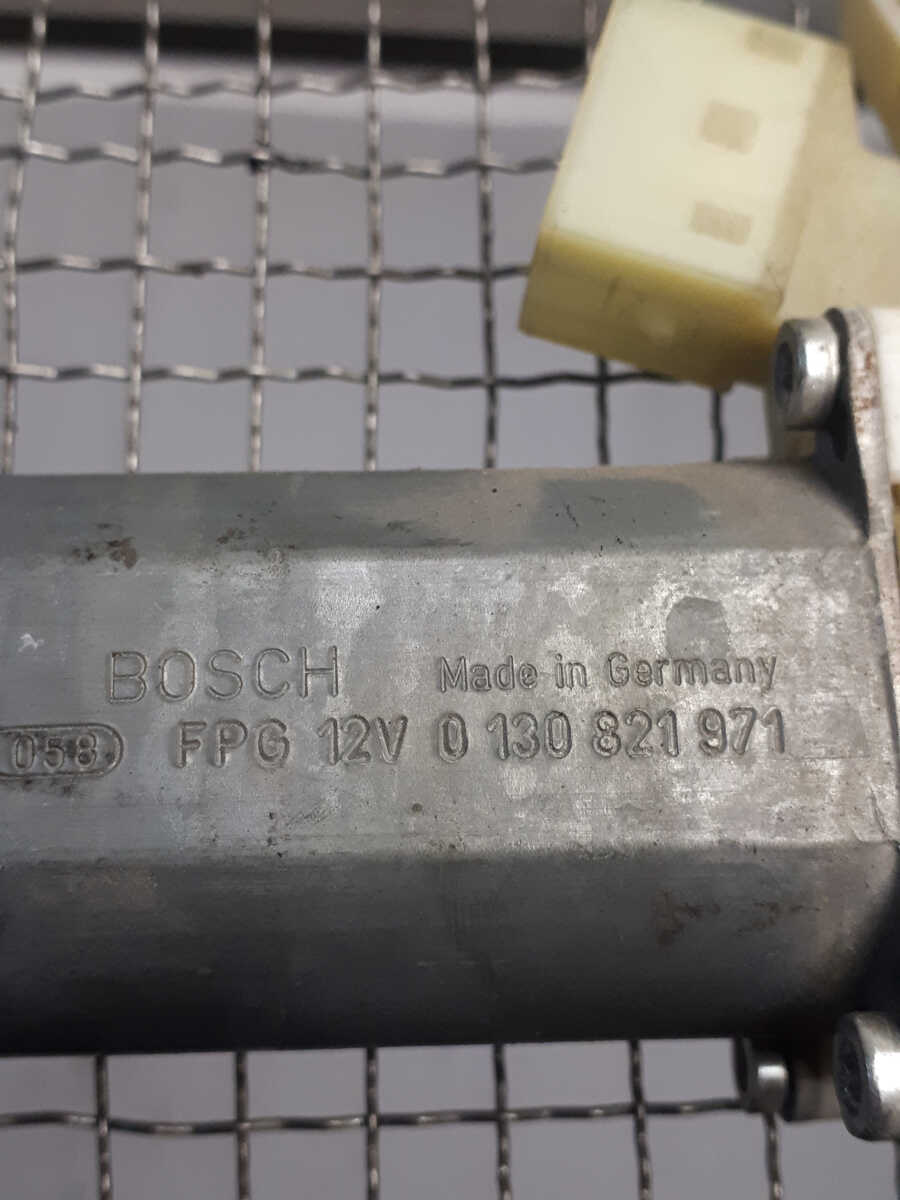 BOSCH Made in Germany
058 FPG 12V 0 130 821 971